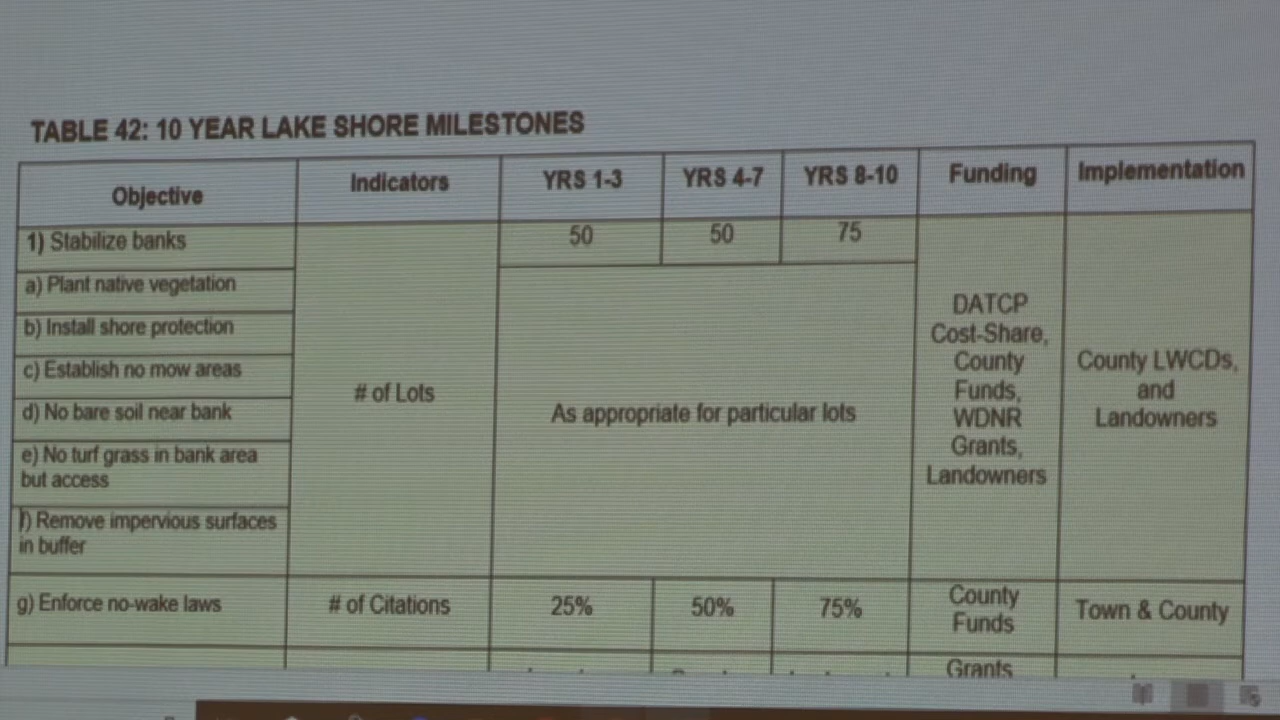 TABLE 42: 10 YEAR LAKE SHORE MILESTONES
Objective
Indicators
YRS 1-3
YRS 4-7
YRS 8-10
Funding
Implementation
1) Stabilize banks
50
50
75
a) Plant native vegetation
b) Install shore protection
c) Establish no mow areas
d) No bare soil near bank
e) No turf grass in bank area
but access
f) Remove impervious surfaces
in buffer
# of Lots
As appropriate for particular lots
DATCP
Cost-Share,
County
Funds,
WDNR
Grants,
Landowners
County LWCDs,
and
Landowners
g) Enforce no-wake laws
# of Citations
25%
50%
75%
County
Funds
Town & County
Grants